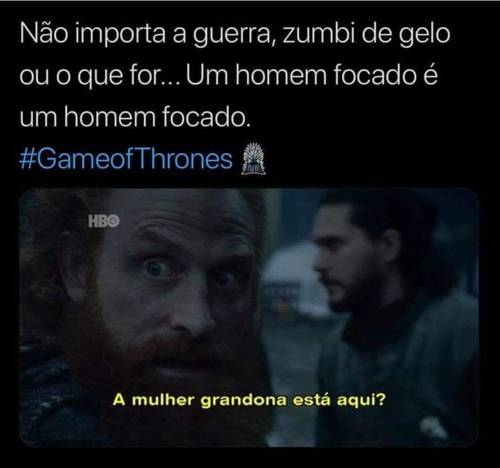 Não importa a guerra, zumbi de gelo
ou o que for... Um homem focado é
um homem focado.
#GameofThrones
HBO
A mulher grandona está aqui?